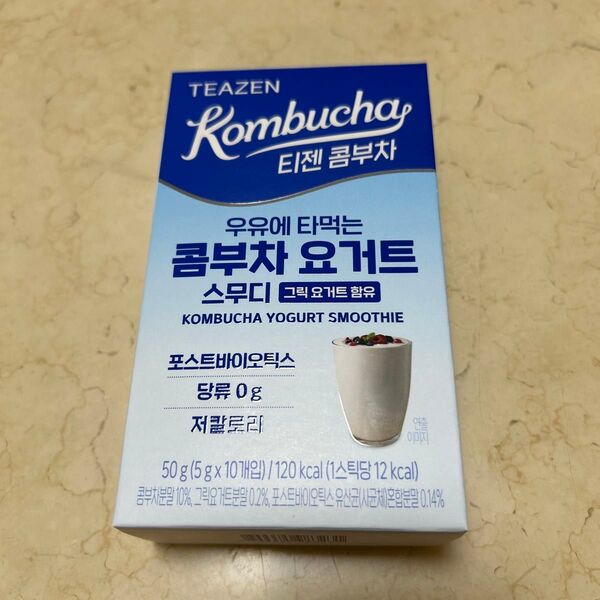 TEAZEN
Kombucha
티젠 콤부차
우유에 타먹는
콤부차 요거트
스무디 그릭 요거트 함유
KOMBUCHA YOGURT SMOOTHIE
포스트바이오틱스
당류 0g
저칼로리
연출
이미지
50 g (5 g x 10개입) / 120 kcal (1스틱당 12 kcal)
콤부차분말 10%, 그릭요거트분말 0.2%, 포스트바이오틱스 유산균(사균체)혼합분말 0.14%